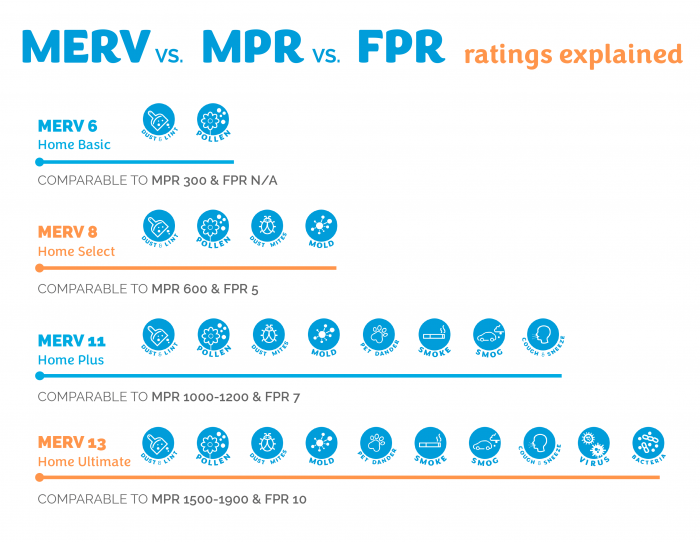 MERV vs. MPR vs. FPR ratings explained
MERV 6
Home Basic
DUST & LINT
POLLEN
COMPARABLE TO MPR 300 & FPR N/A
MERV 8
Home Select
DUST & LINT
POLLEN
DUST MITES
MOLD
COMPARABLE TO MPR 600 & FPR 5
MERV 11
Home Plus
DUST & LINT
POLLEN
DUST MITES
MOLD
PET DANDER
SMOKE
SMOG
COUGH & SNEEZE
COMPARABLE TO MPR 1000-1200 & FPR 7
MERV 13
Home Ultimate
DUST & LINT
POLLEN
DUST MITES
MOLD
PET DANDER
SMOKE
SMOG
COUGH & SNEEZE
VIRUS
BACTERIA
COMPARABLE TO MPR 1500-1900 & FPR 10